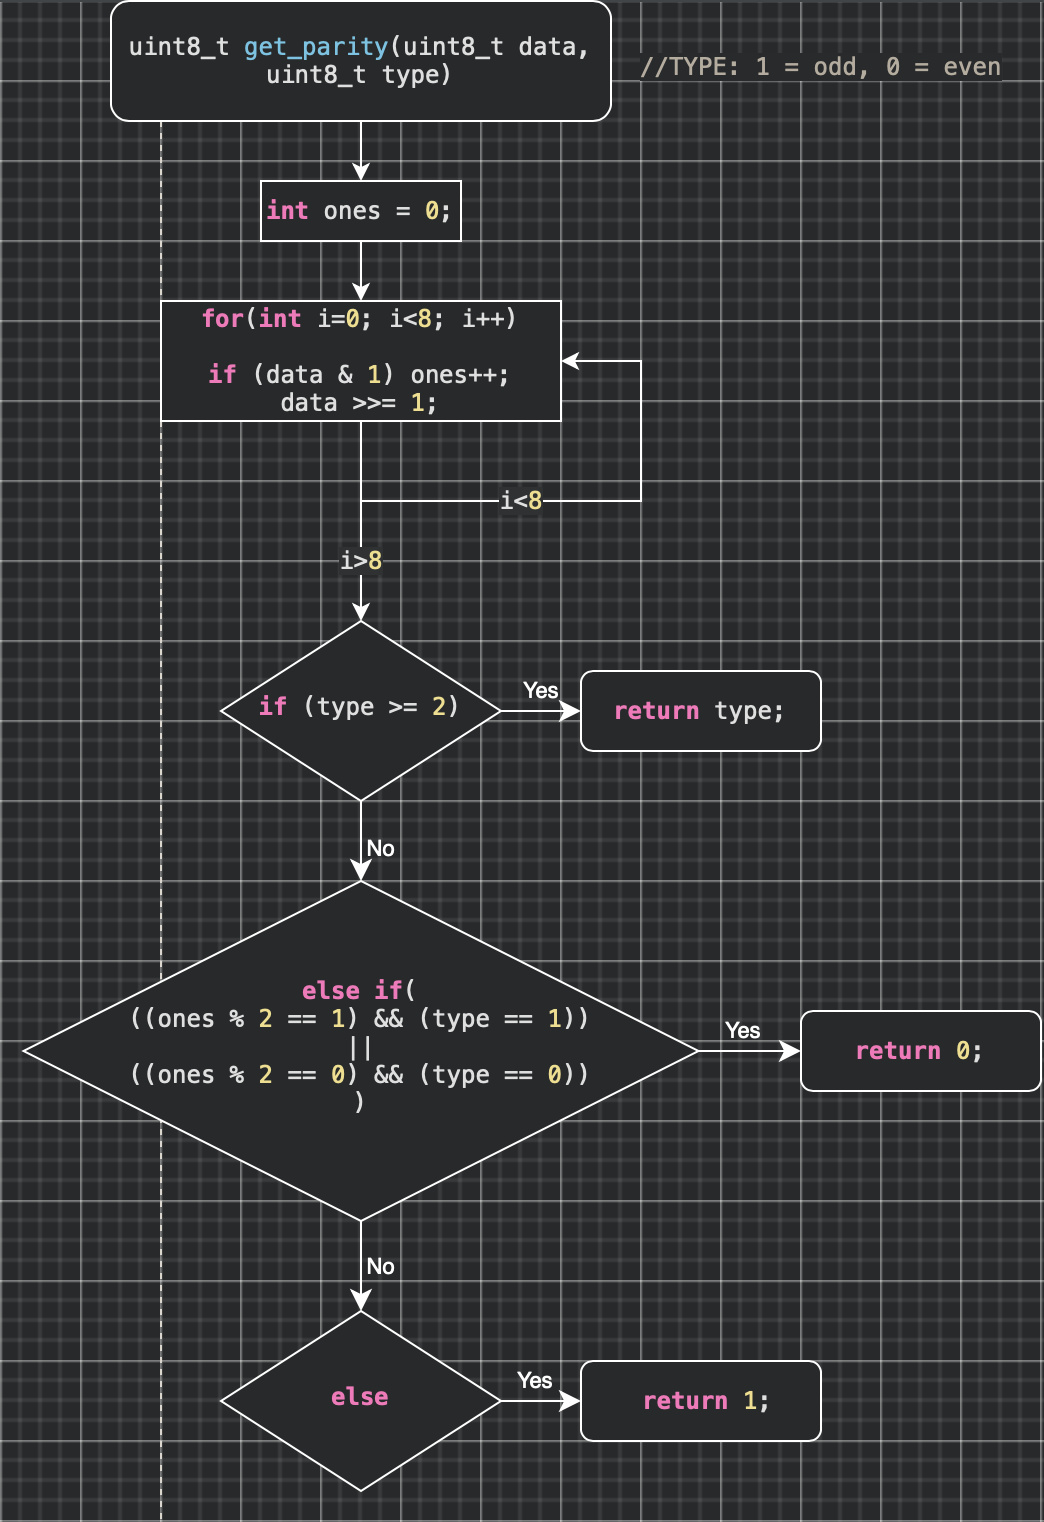 uint8_t get_parity(uint8_t data,
uint8_t type)
//TYPE: 1 = odd, 0 = even
int ones = 0;
for(int i=0; i<8; i++)
if (data & 1) ones++;
data >>= 1;
i<8
i>8
if (type >= 2)
Yes
return type;
No
else if(
((ones % 2 == 1) && (type == 1))
||
((ones % 2 == 0) && (type == 0))
)
Yes
return 0;
No
else
Yes
return 1;